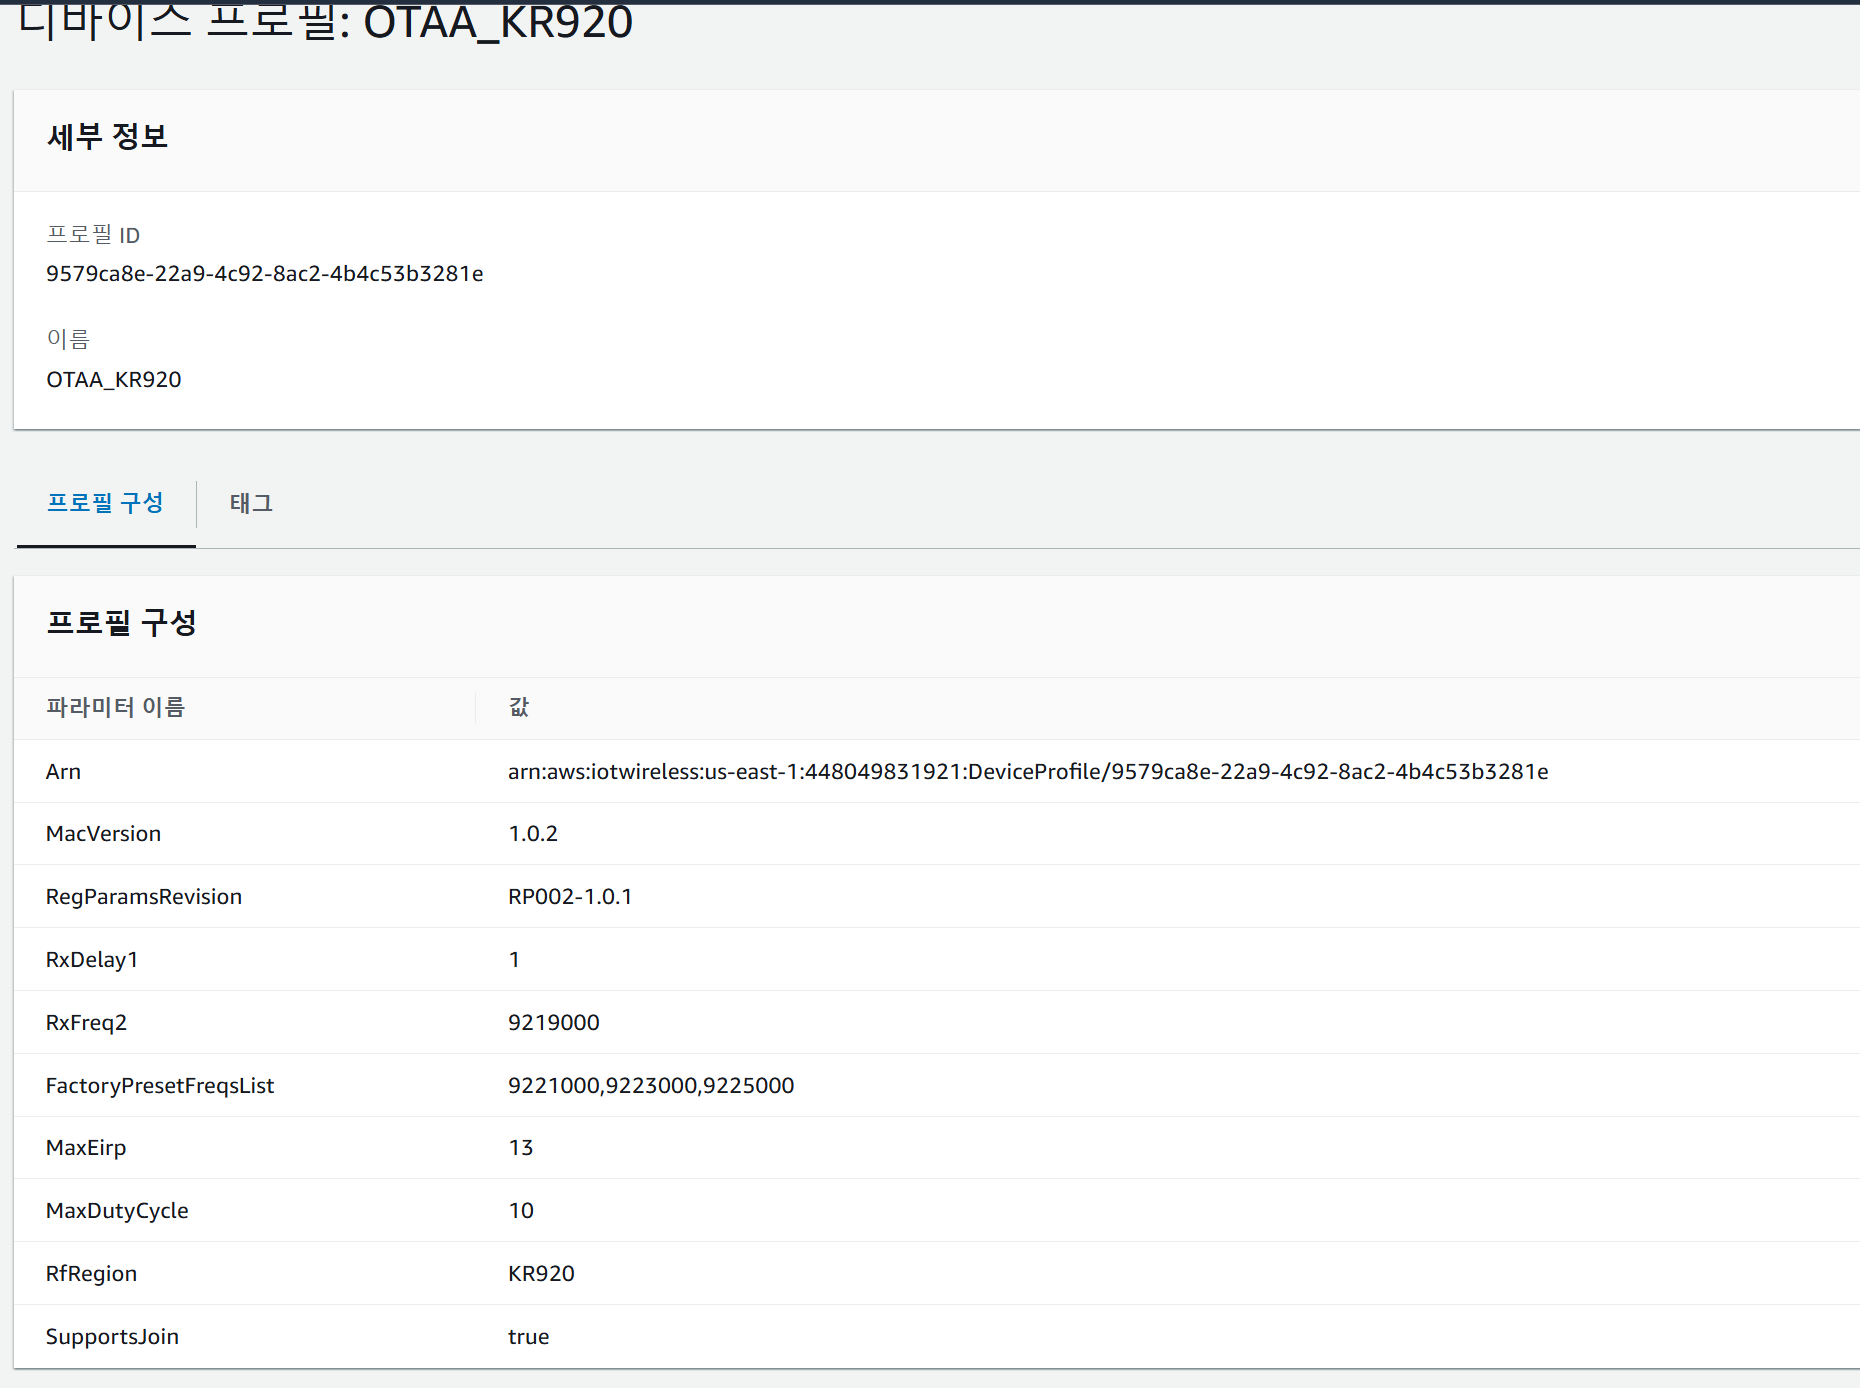 디바이스 프로필: OTAA_KR920
세부 정보
프로필 ID
9579ca8e-22a9-4c92-8ac2-4b4c53b3281e
이름
OTAA_KR920
프로필 구성 태그
프로필 구성
파라미터 이름 값
Arn arn:aws:iotwireless:us-east-1:448049831921:DeviceProfile/9579ca8e-22a9-4c92-8ac2-4b4c53b3281e
MacVersion 1.0.2
RegParamsRevision RP002-1.0.1
RxDelay1 1
RxFreq2 9219000
FactoryPresetFreqsList 9221000,9223000,9225000
MaxEirp 13
MaxDutyCycle 10
RfRegion KR920
SupportsJoin true